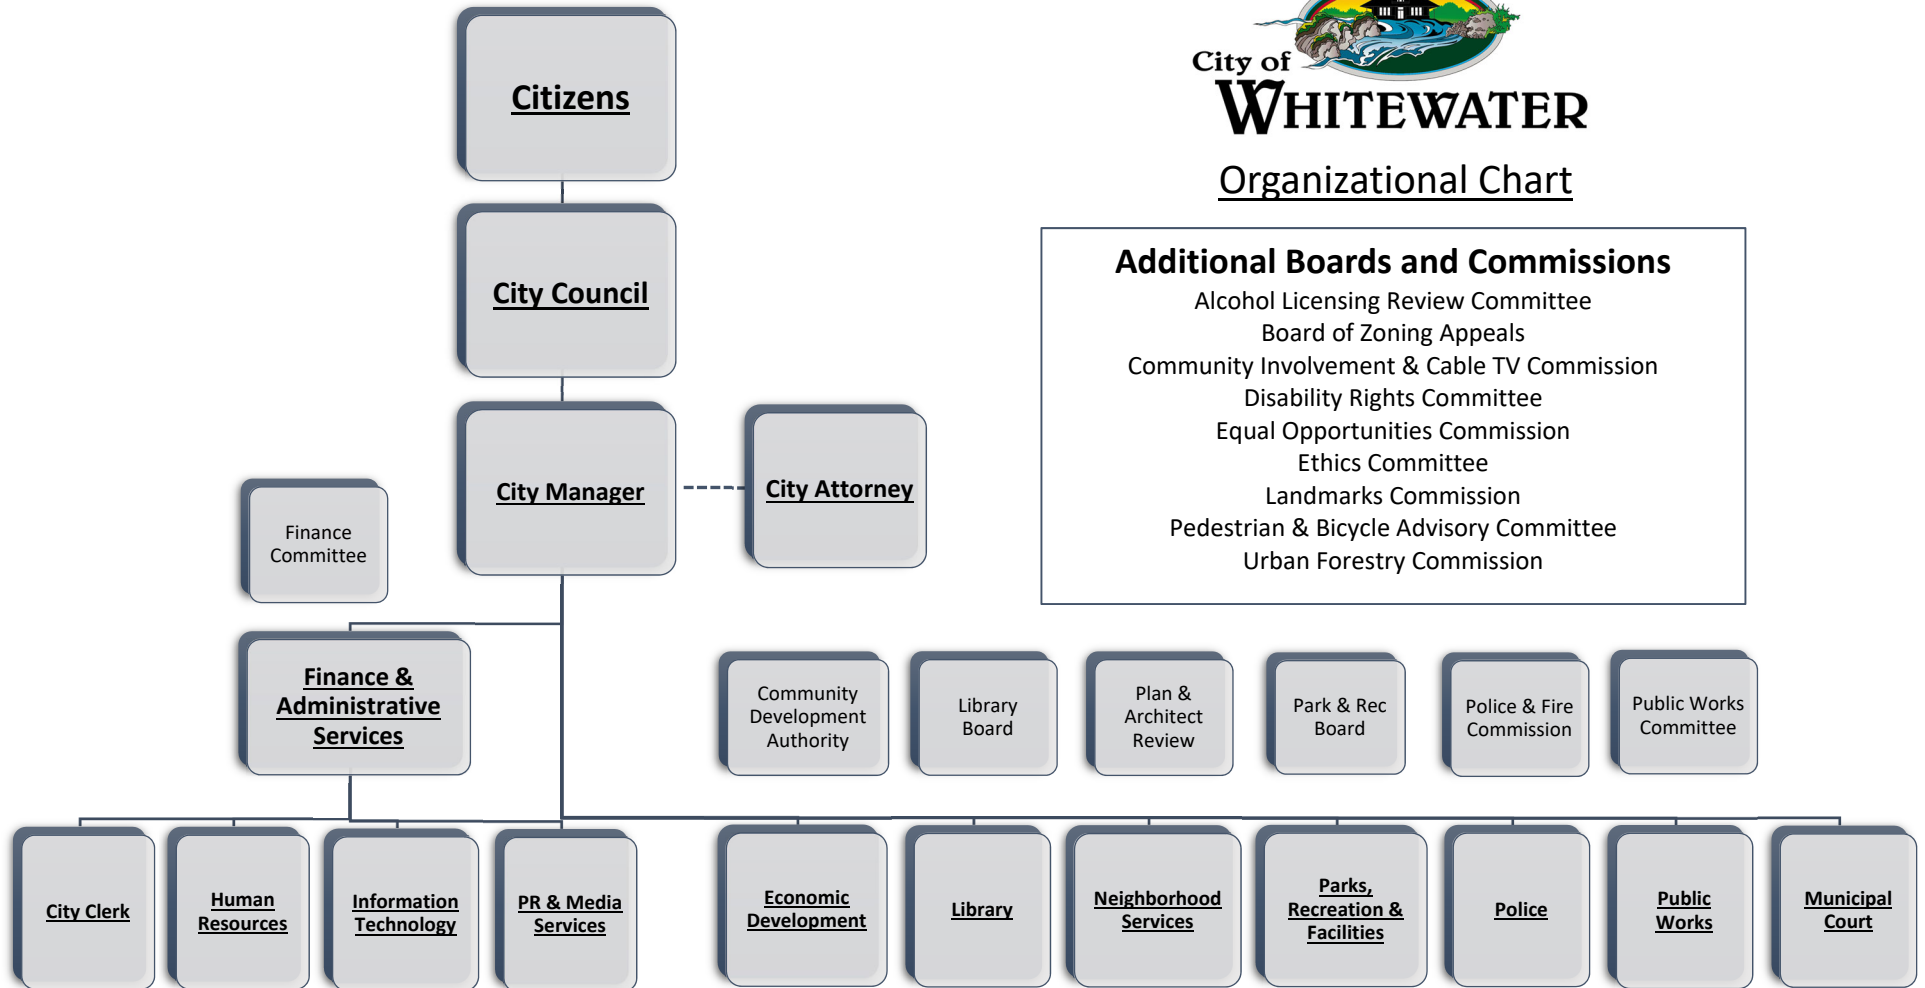 Citizens
City of
WHITEWATER
Organizational Chart
City Council
Additional Boards and Commissions
Alcohol Licensing Review Committee
Board of Zoning Appeals
Community Involvement & Cable TV Commission
Disability Rights Committee
Equal Opportunities Commission
Ethics Committee
Landmarks Commission
Pedestrian & Bicycle Advisory Committee
Urban Forestry Commission
City Manager
City Attorney
Finance
Committee
Finance &
Administrative
Services
Community
Development
Authority
Library
Board
Plan &
Architect
Review
Park & Rec
Board
Police & Fire
Commission
Public Works
Committee
City Clerk
Human
Resources
Information
Technology
PR & Media
Services
Economic
Development
Library
Neighborhood
Services
Parks,
Recreation &
Facilities
Police
Public
Works
Municipal
Court